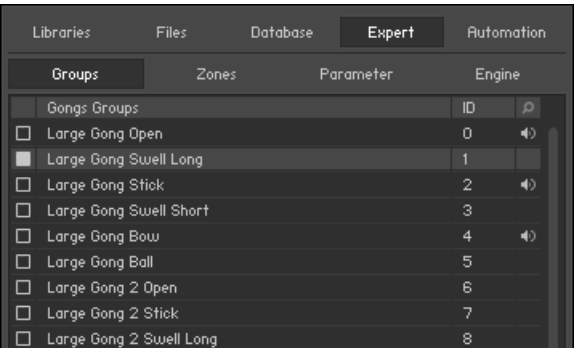 Libraries Files Database Expert Automation
Groups Zones Parameter Engine
Gongs Groups ID
Large Gong Open 0
Large Gong Swell Long 1
Large Gong Stick 2
Large Gong Swell Short 3
Large Gong Bow 4
Large Gong Ball 5
Large Gong 2 Open 6
Large Gong 2 Stick 7
Large Gong 2 Swell Long 8